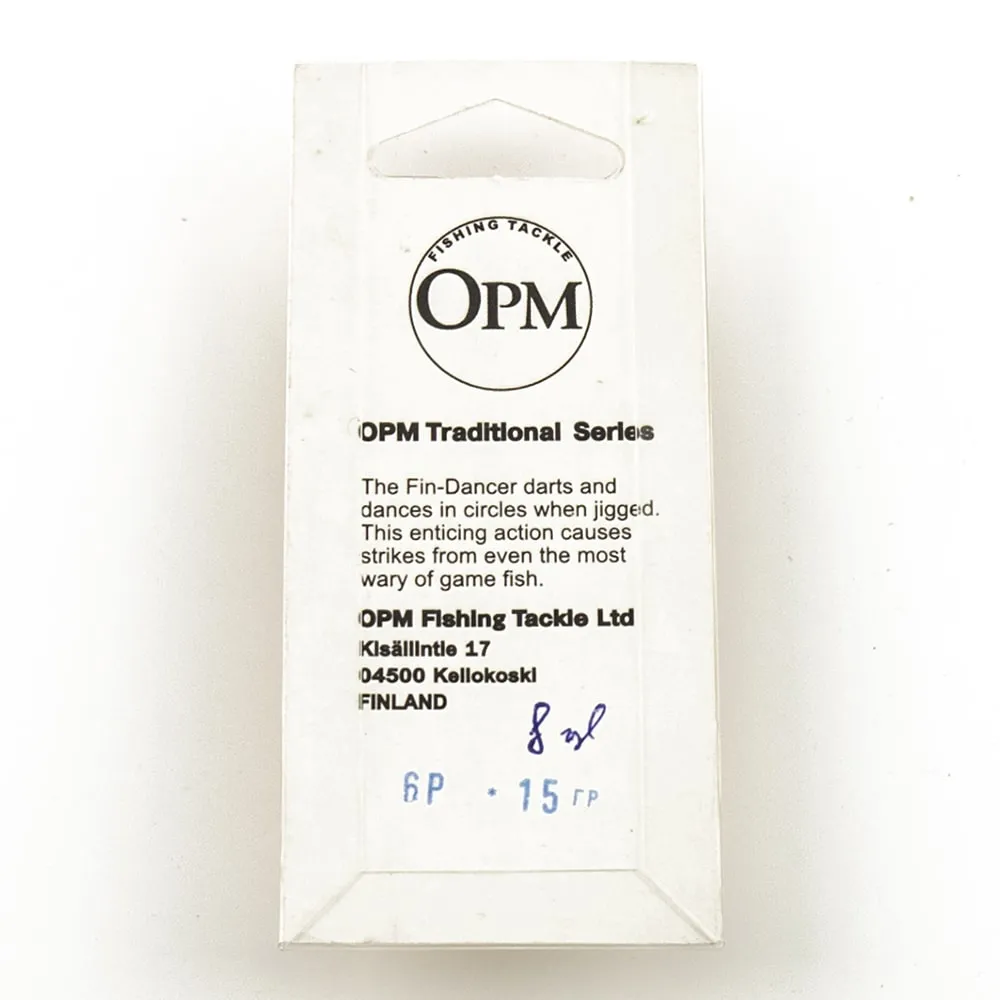 FISHING TACKLE
OPM
OPM Traditional Series
The Fin-Dancer darts and
dances in circles when jigged.
This enticing action causes
strikes from even the most
wary of game fish.
OPM Fishing Tackle Ltd
Kisällintie 17
04500 Kellokoski
FINLAND
8
6Р * 15 ГР